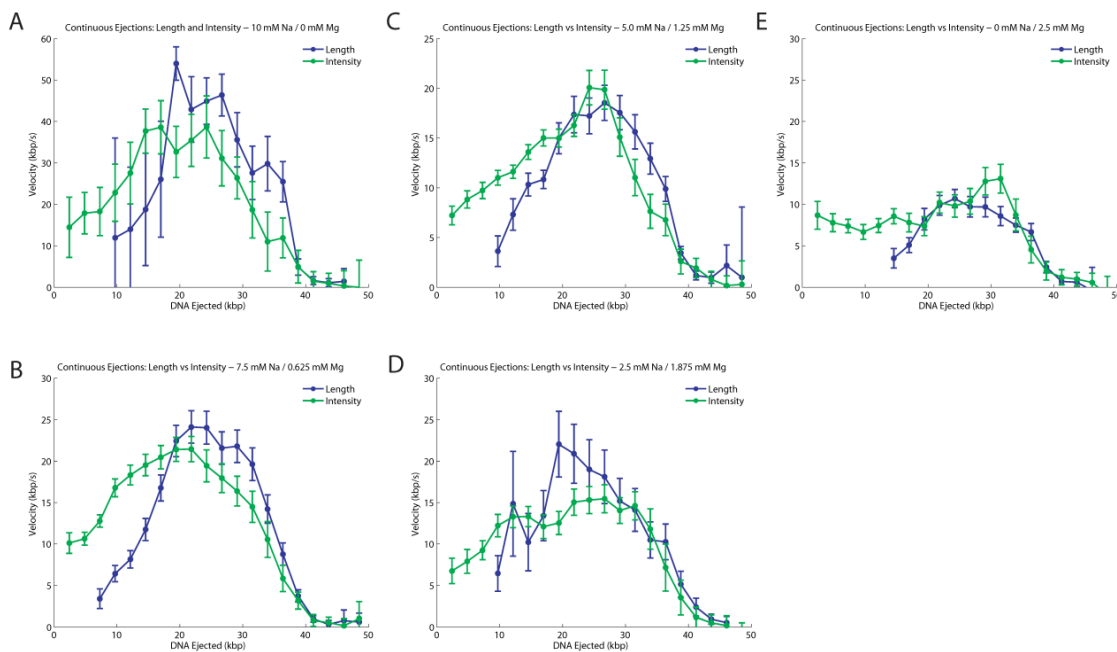 A
Continuous Ejections: Length and Intensity – 10 mM Na / 0 mM Mg
Length
Intensity
Velocity (kbp/s)
60
50
40
30
20
10
0
0 10 20 30 40 50
DNA Ejected (kbp)
C
Continuous Ejections: Length vs Intensity – 5.0 mM Na / 1.25 mM Mg
Length
Intensity
Velocity (kbp/s)
25
20
15
10
5
0
0 10 20 30 40 50
DNA Ejected (kbp)
E
Continuous Ejections: Length vs Intensity – 0 mM Na / 2.5 mM Mg
Length
Intensity
Velocity (kbp/s)
30
25
20
15
10
5
0
0 10 20 30 40 50
DNA Ejected (kbp)
B
Continuous Ejections: Length vs Intensity – 7.5 mM Na / 0.625 mM Mg
Length
Intensity
Velocity (kbp/s)
30
25
20
15
10
5
0
0 10 20 30 40 50
DNA Ejected (kbp)
D
Continuous Ejections: Length vs Intensity – 2.5 mM Na / 1.875 mM Mg
Length
Intensity
Velocity (kbp/s)
30
25
20
15
10
5
0
0 10 20 30 40 50
DNA Ejected (kbp)